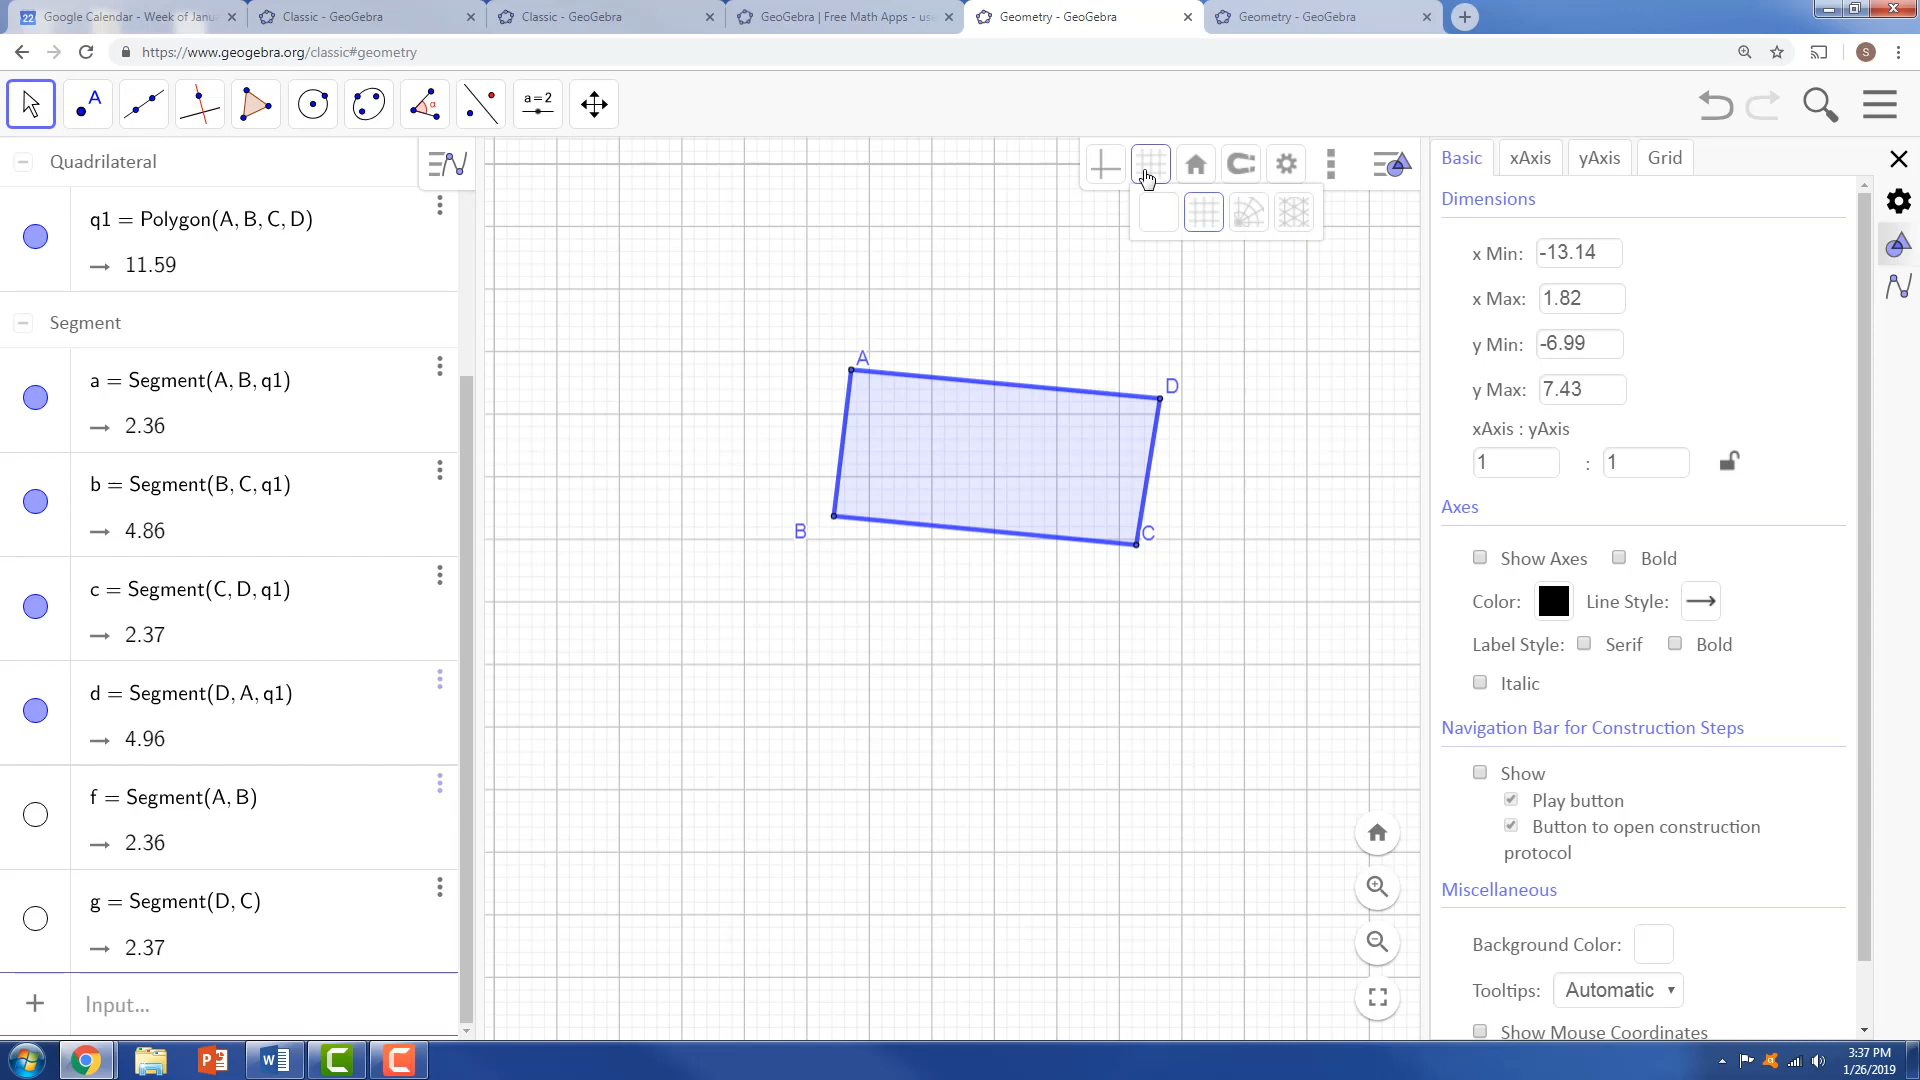 22 Google Calendar - Week of Janu
Classic - GeoGebra
Classic - GeoGebra
GeoGebra | Free Math Apps - use
Geometry - GeoGebra
Geometry - GeoGebra
https://www.geogebra.org/classic#geometry
S
A
α
a=2
Quadrilateral
q1 = Polygon(A, B, C, D)
→ 11.59
Segment
a = Segment(A, B, q1)
→ 2.36
b = Segment(B, C, q1)
→ 4.86
c = Segment(C, D, q1)
→ 2.37
d = Segment(D, A, q1)
→ 4.96
f = Segment(A, B)
→ 2.36
g = Segment(D, C)
→ 2.37
Input...
A
D
B
C
Basic xAxis yAxis Grid
Dimensions
x Min: -13.14
x Max: 1.82
y Min: -6.99
y Max: 7.43
xAxis : yAxis
1 : 1
Axes
Show Axes Bold
Color: Line Style:
Label Style: Serif Bold
Italic
Navigation Bar for Construction Steps
Show
Play button
Button to open construction
protocol
Miscellaneous
Background Color:
Tooltips: Automatic
Show Mouse Coordinates
3:37 PM
1/26/2019